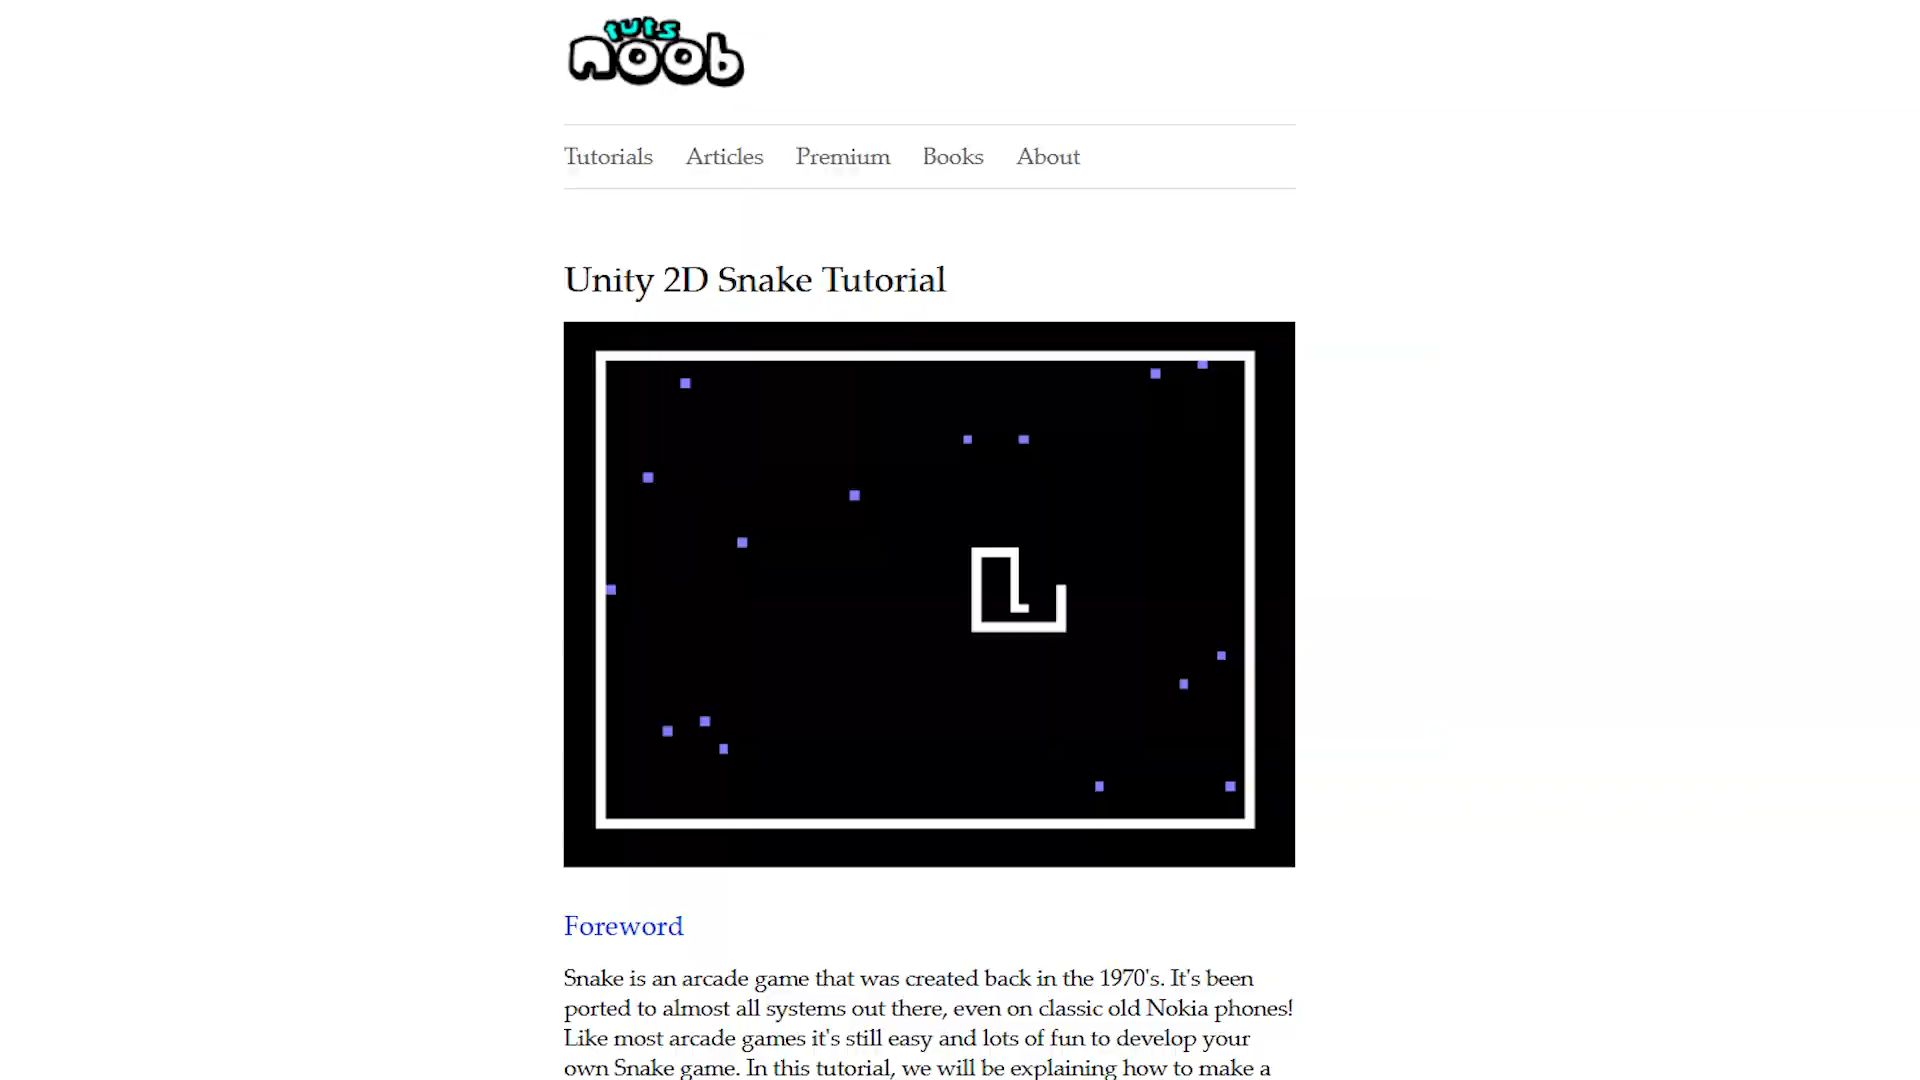 tuts
noob
Tutorials Articles Premium Books About
Unity 2D Snake Tutorial
Foreword
Snake is an arcade game that was created back in the 1970's. It's been
ported to almost all systems out there, even on classic old Nokia phones!
Like most arcade games it's still easy and lots of fun to develop your
own Snake game. In this tutorial, we will be explaining how to make a